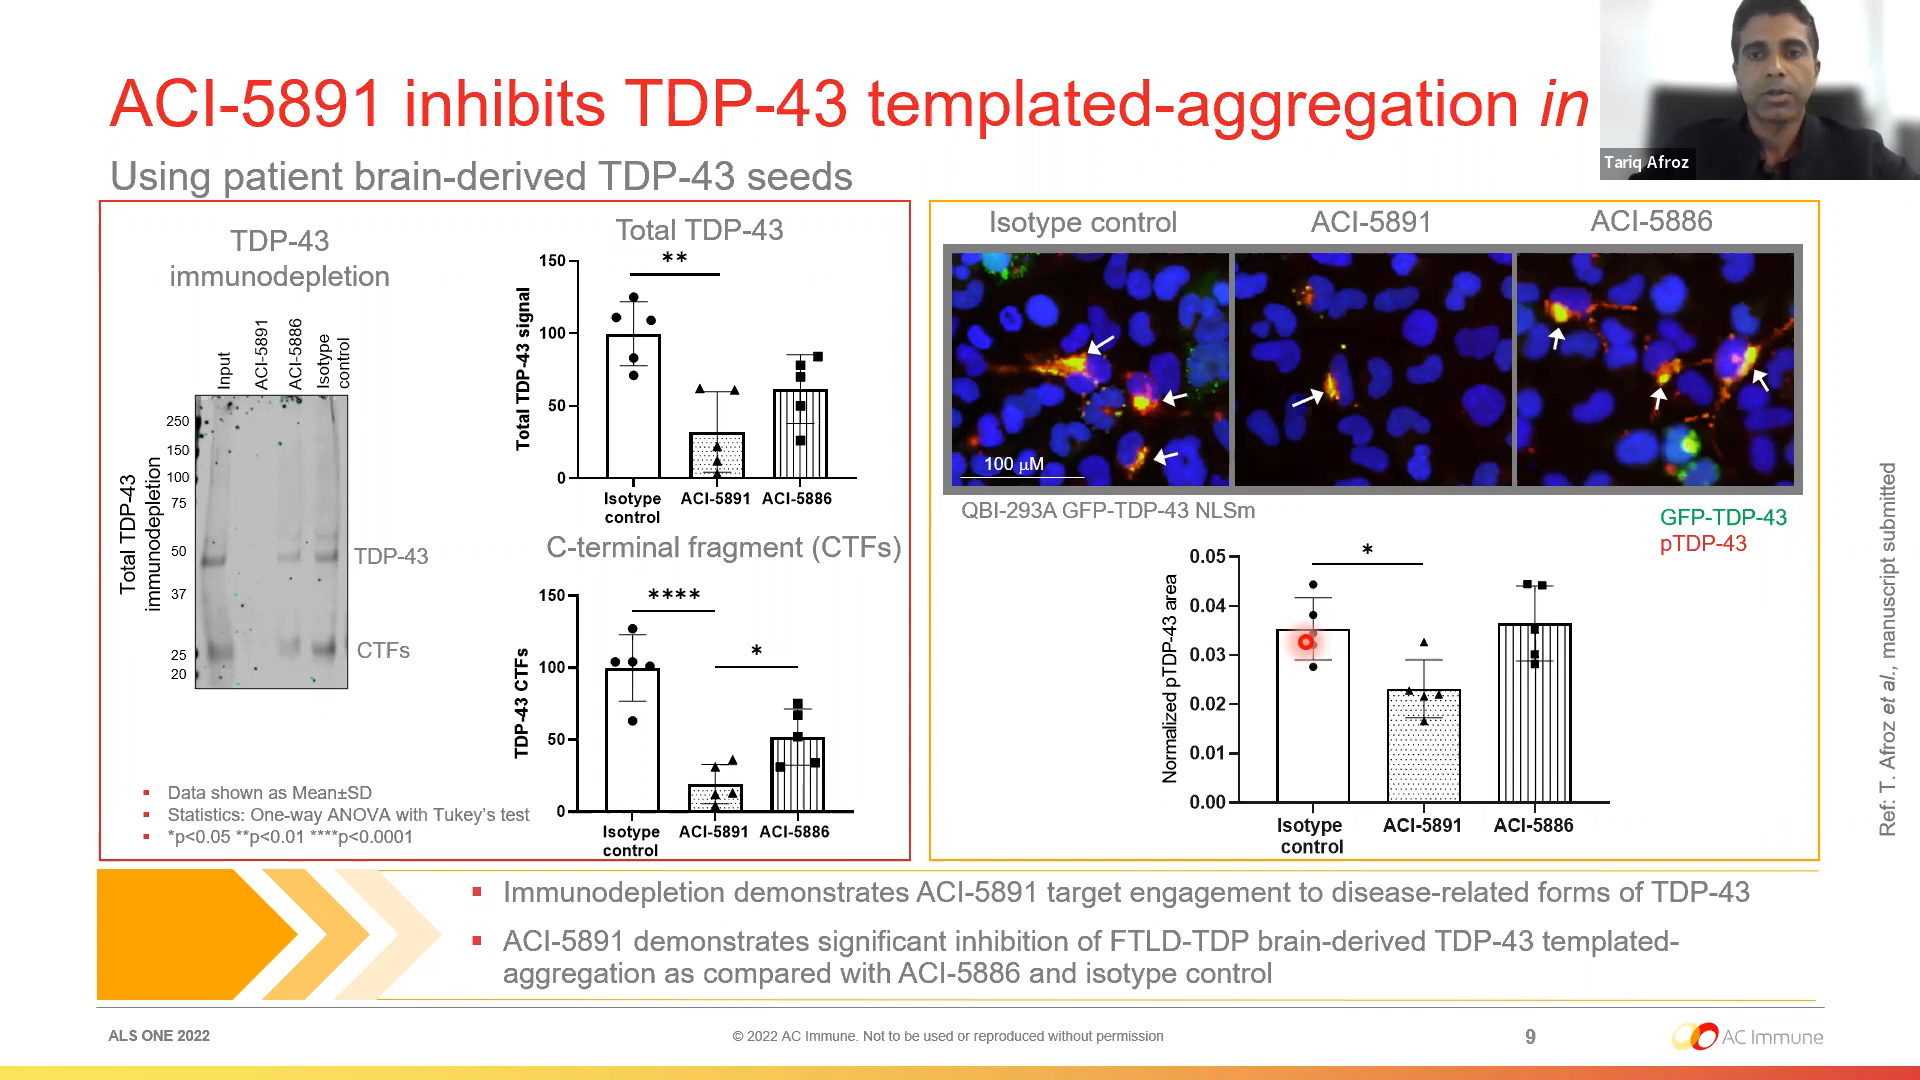 ACI-5891 inhibits TDP-43 templated-aggregation in
Tariq Afroz
Using patient brain-derived TDP-43 seeds
TDP-43
immunodepletion
Input
ACI-5891
ACI-5886
Isotype
control
Total TDP-43
immunodepletion
250
150
100
75
50
37
25
20
TDP-43
CTFs
Data shown as Mean±SD
Statistics: One-way ANOVA with Tukey's test
*p<0.05 **p<0.01 ****p<0.0001
Total TDP-43
Total TDP-43 signal
150
100
50
0
**
Isotype
control
ACI-5891
ACI-5886
C-terminal fragment (CTFs)
TDP-43 CTFs
150
100
50
0
****
*
Isotype
control
ACI-5891
ACI-5886
Isotype control
ACI-5891
ACI-5886
100 µM
QBI-293A GFP-TDP-43 NLSm
GFP-TDP-43
pTDP-43
Normalized pTDP-43 area
0.05
0.04
0.03
0.02
0.01
0.00
*
Isotype
control
ACI-5891
ACI-5886
Ref: T. Afroz et al., manuscript submitted
Immunodepletion demonstrates ACI-5891 target engagement to disease-related forms of TDP-43
ACI-5891 demonstrates significant inhibition of FTLD-TDP brain-derived TDP-43 templated-
aggregation as compared with ACI-5886 and isotype control
ALS ONE 2022
© 2022 AC Immune. Not to be used or reproduced without permission
9
AC Immune